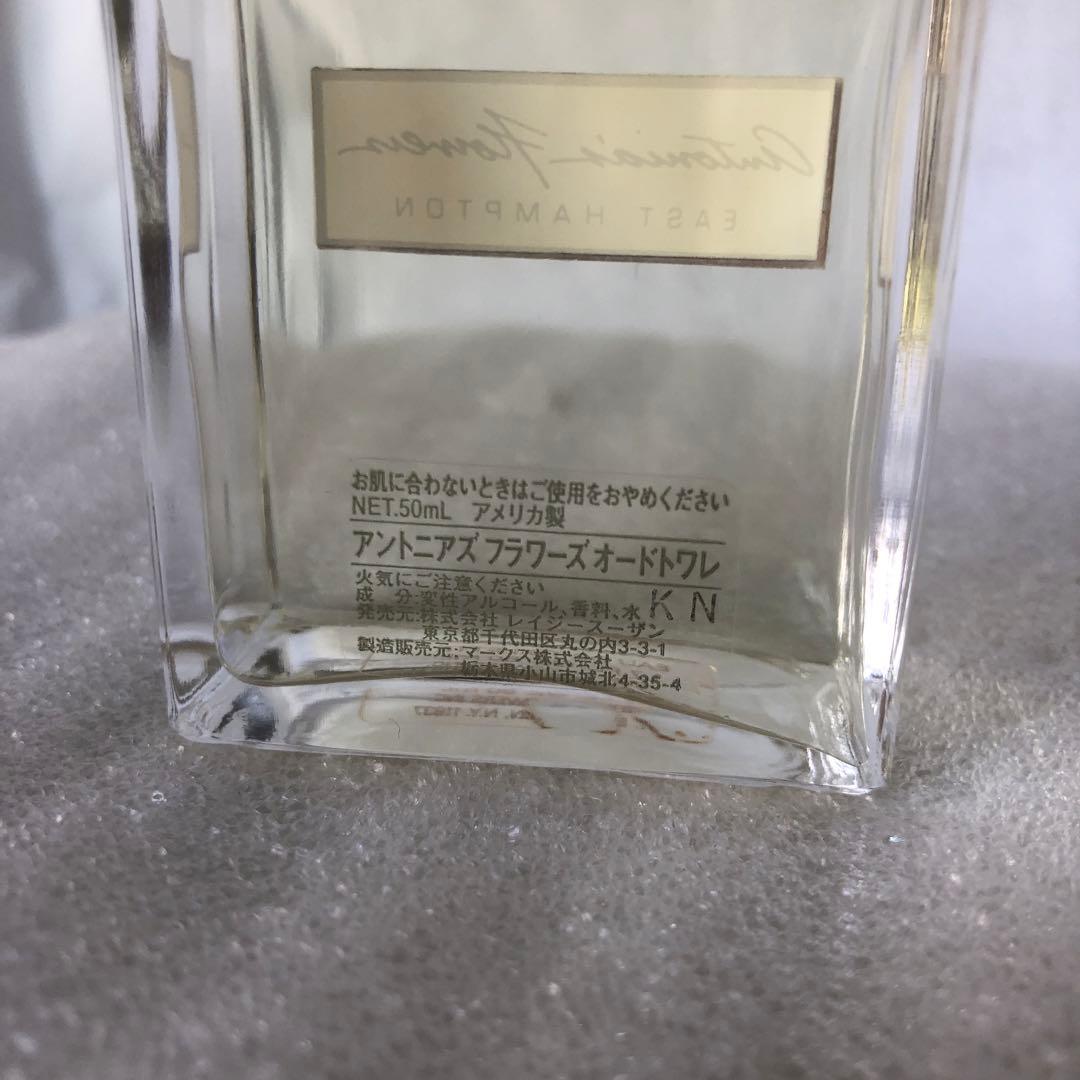 Antonia's Flowers
EAST HAMPTON
お肌に合わないときはご使用をおやめください
NET.50mL アメリカ製
アントニアズ フラワーズ オードトワレ
火気にご注意ください
成 分:変性アルコール、香料、水 KN
発売元:株式会社 レイジースーザン
東京都千代田区丸の内3-3-1
製造販売元:マークス株式会社
栃木県小山市城北4-35-4
N.Y. 11937